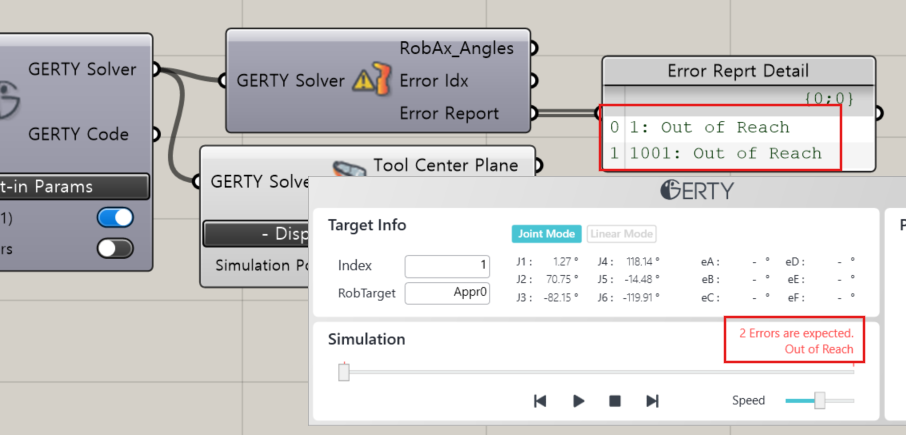 GERTY Solver
GERTY Code
t-in Params
1)
rs
GERTY Solver
RobAx_Angles
Error Idx
Error Report
Error Reprt Detail
{0;0}
0 1: Out of Reach
1 1001: Out of Reach
GERTY Solve
Tool Center Plane
- Disp
Simulation Po
GERTY
Target Info
Joint Mode
Linear Mode
Index 1
RobTarget Appr0
J1 : 1.27 ° J4 : 118.14 ° eA : - ° eD : - °
J2 : 70.75 ° J5 : -14.48 ° eB : - ° eE : - °
J3 : -82.15 ° J6 : -119.91 ° eC : - ° eF : - °
Simulation
2 Errors are expected.
Out of Reach
Speed